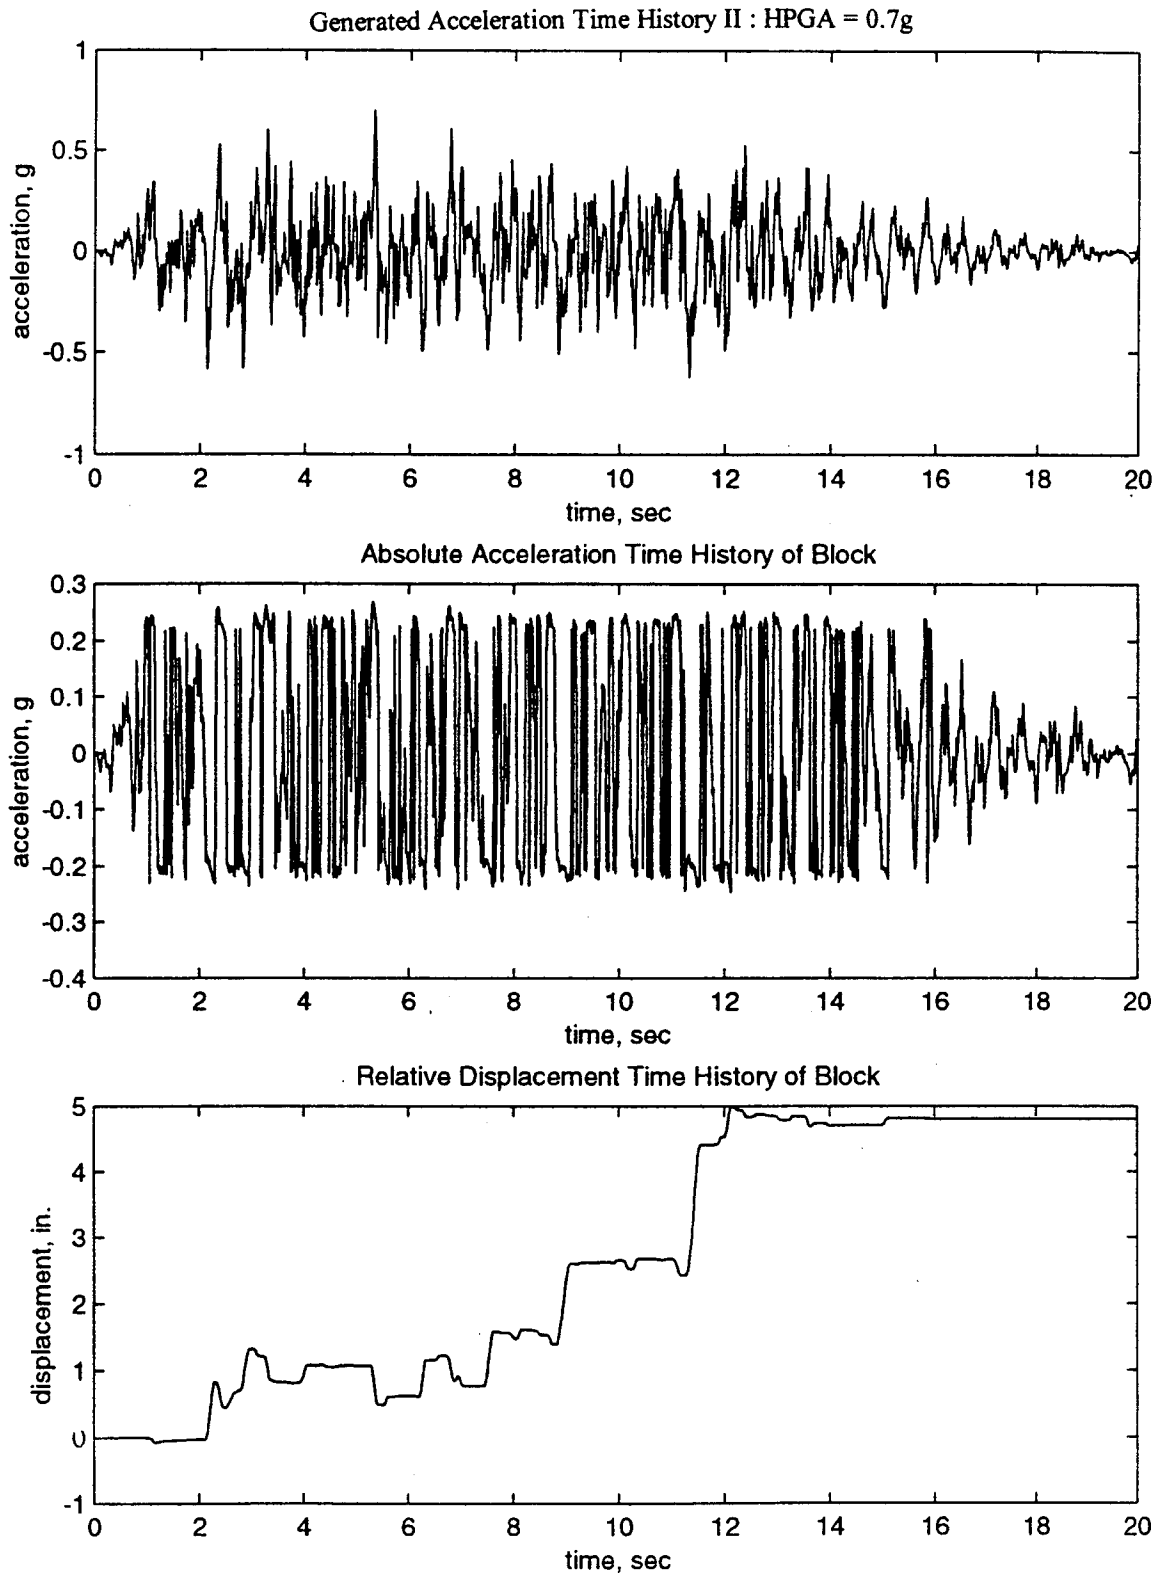 Generated Acceleration Time History II : HPGA = 0.7g
1
0.5
0
-0.5
-1
acceleration, g
0 2 4 6 8 10 12 14 16 18 20
time, sec
Absolute Acceleration Time History of Block
0.3
0.2
0.1
0
-0.1
-0.2
-0.3
-0.4
acceleration, g
0 2 4 6 8 10 12 14 16 18 20
time, sec
Relative Displacement Time History of Block
5
4
3
2
1
0
-1
displacement, in.
0 2 4 6 8 10 12 14 16 18 20
time, sec